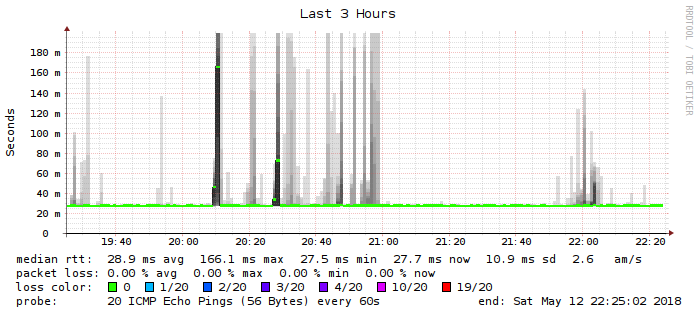 Last 3 Hours
RRDTOOL / TOBI OETIKER
Seconds
180 m
160 m
140 m
120 m
100 m
80 m
60 m
40 m
20 m
0
19:40 20:00 20:20 20:40 21:00 21:20 21:40 22:00 22:20
median rtt: 28.9 ms avg 166.1 ms max 27.5 ms min 27.7 ms now 10.9 ms sd 2.6 am/s
packet loss: 0.00 % avg 0.00 % max 0.00 % min 0.00 % now
loss color: 0 1/20 2/20 3/20 4/20 10/20 19/20
probe: 20 ICMP Echo Pings (56 Bytes) every 60s end: Sat May 12 22:25:02 2018